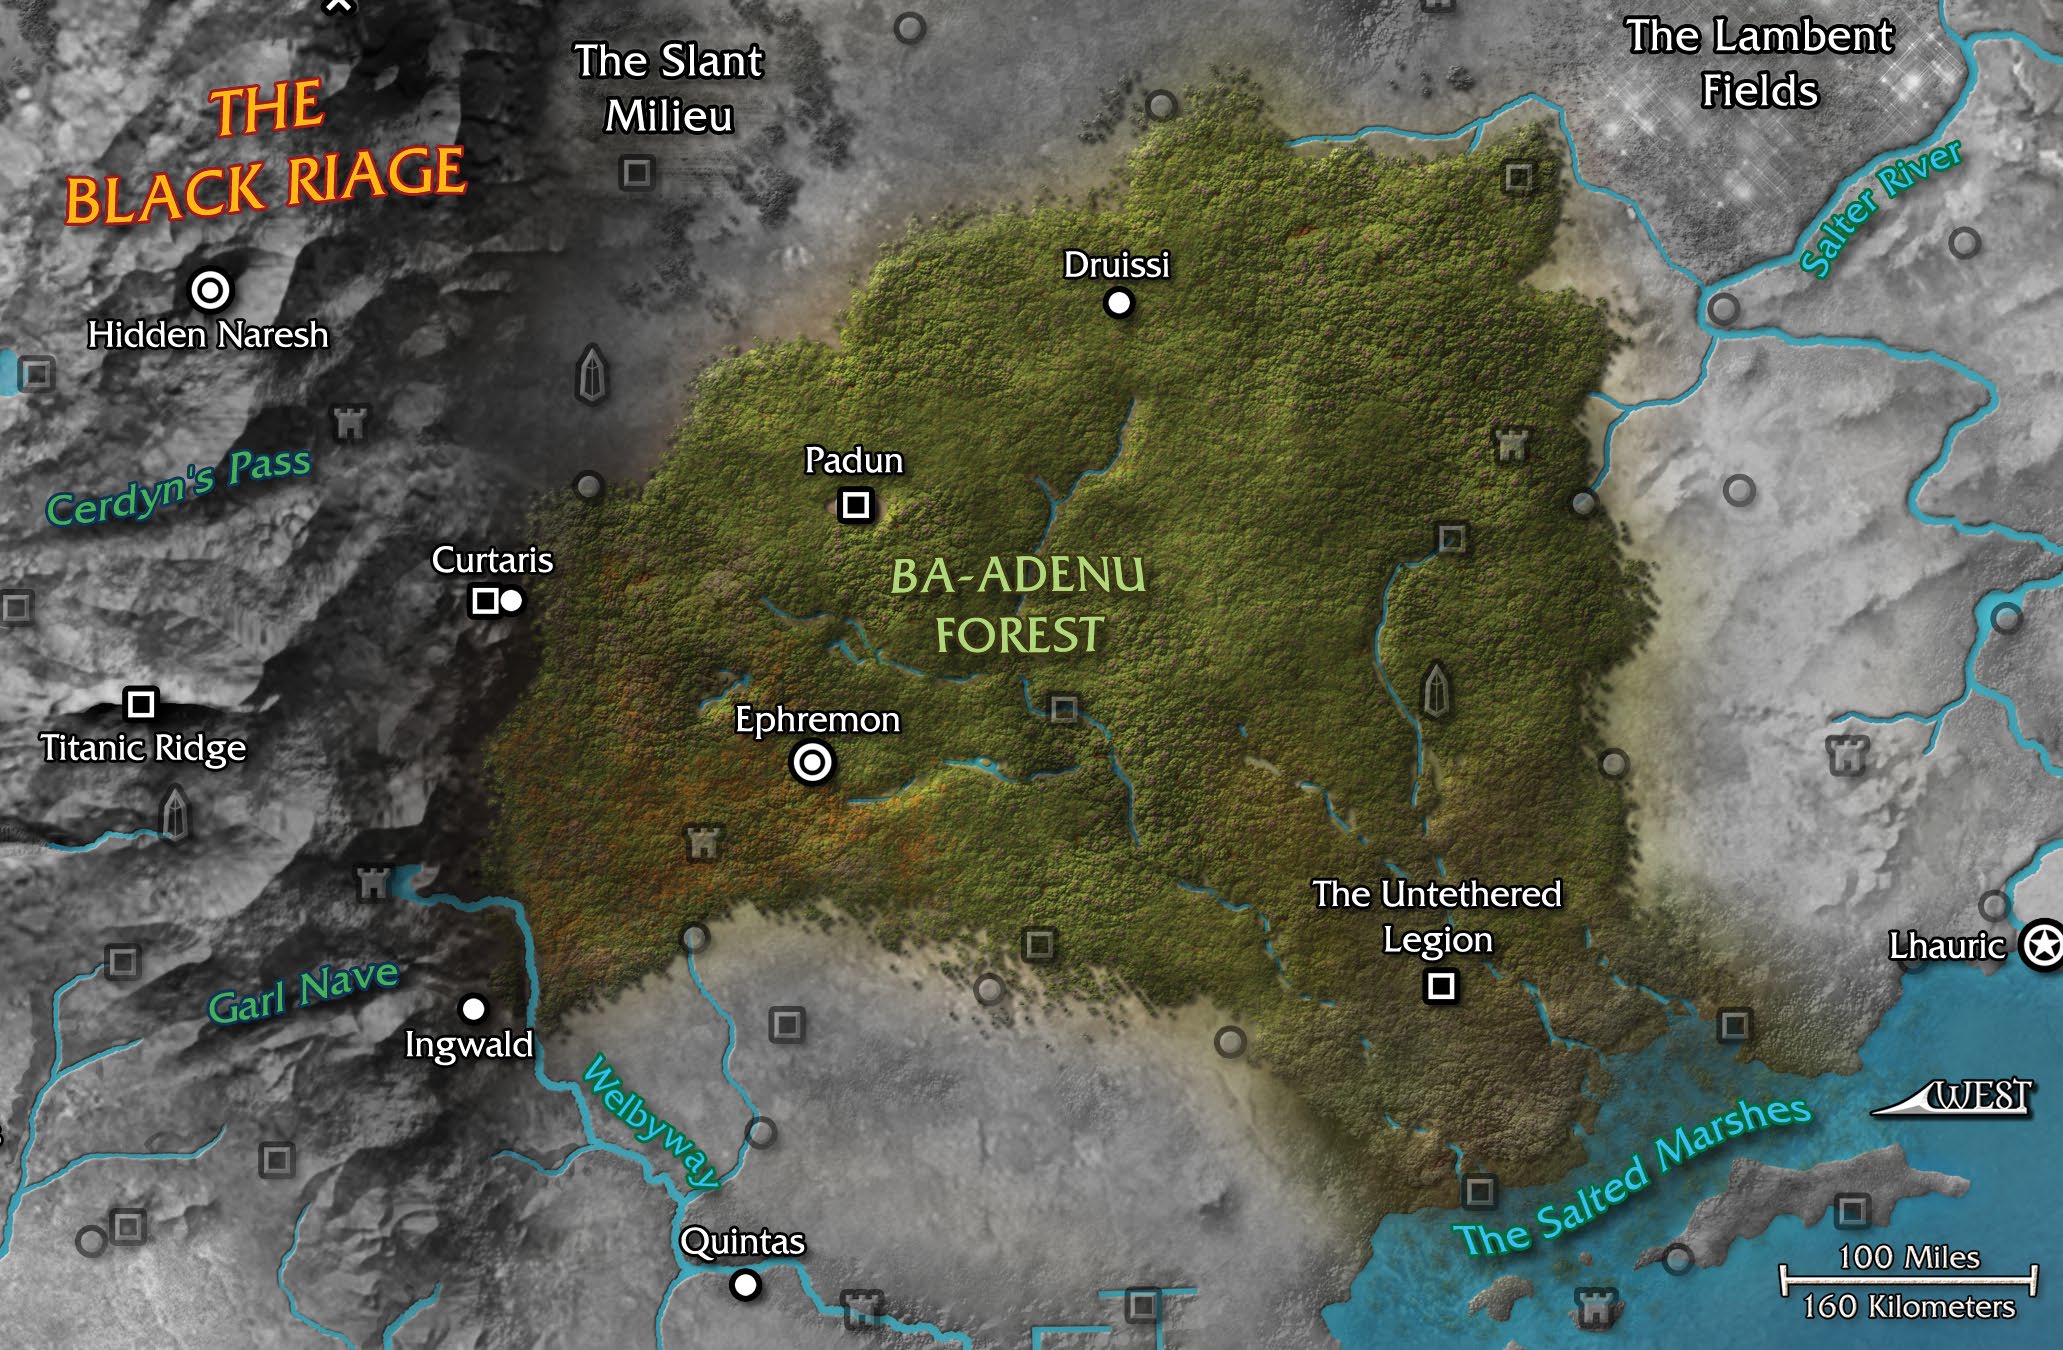 The Slant
Milieu
The Lambent
Fields
THE
BLACK RIAGE
Salter River
Druissi
Hidden Naresh
Padun
Cerdyn's Pass
Curtaris
BA-ADENU
FOREST
Titanic Ridge
Ephremon
The Untethered
Legion
Lhauric
Garl Nave
Ingwald
Welbyway
WEST
The Salted Marshes
Quintas
100 Miles
160 Kilometers